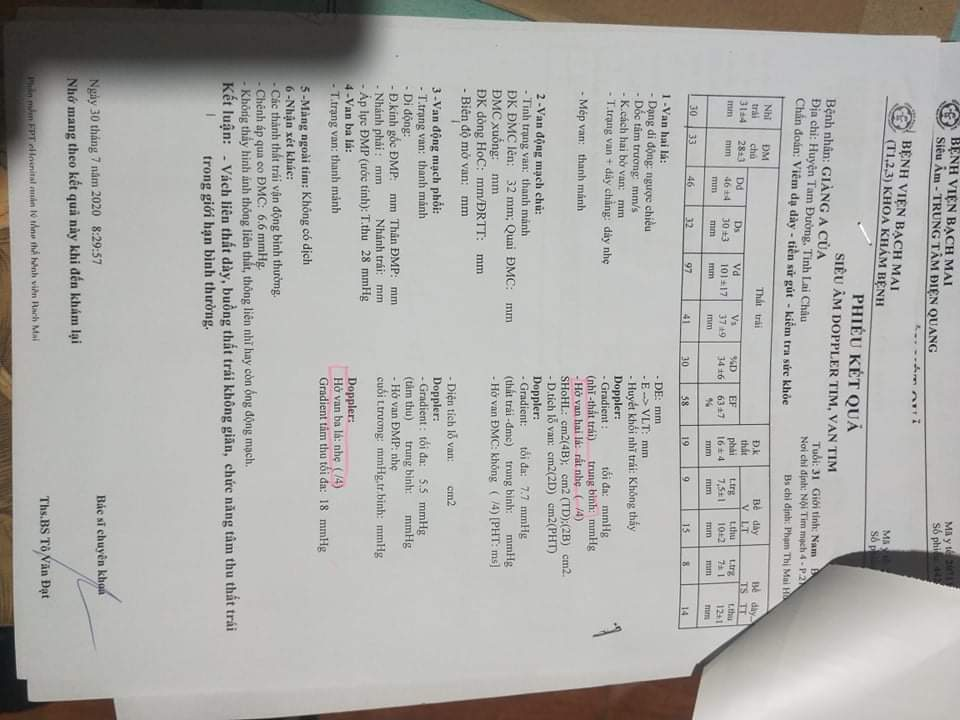 BỆNH VIỆN BẠCH MAI
Siêu Âm - TRUNG TÂM ĐIỆN QUANG
BỆNH VIỆN BẠCH MAI
(T1,2,3) KHOA KHÁM BỆNH
Mã y tế
Số phiếu:
Mã y
Số p
PHIẾU KẾT QUẢ
SIÊU ÂM DOPPLER TIM, VAN TIM
Bệnh nhân: GIÀNG A CỬA Tuổi: 31 Giới tính: Nam
Địa chỉ: Huyện Tam Đường, Tỉnh Lai Châu Nơi chỉ định: Nội Tim mạch 4 - P.2
Chẩn đoán: Viêm dạ dày - tiền sử gút - kiểm tra sức khỏe Bs chỉ định: Phạm Thị Mai H
Nhĩ trái 31±4 mm
ĐM chủ 28±3 mm
Thất trái
Dd 46 ±4 mm
Ds 30 ±3 mm
Vd 101±17 mm
Vs 37 ±9 mm
%D 34 ±6
EF 63 ±7 %
Đ.k thất phải 16± 4 mm
Bề dày V LT
t.trg 7,5±1 mm
t.thu 10±2 mm
Bề dày TS TT
t.trg 7± 1 mm
t.thu 12±1 mm
30 33 46 32 97 41 30 58 19 9 15 8 14
1 -Van hai lá:
- Dạng di động: ngược chiều
- Dốc tâm trương: mm/s
- K.cách hai bờ van: mm
- T.trạng van + dây chằng: dày nhẹ
- Mép van: thanh mảnh
- DE: mm
- E --> VLT: mm
- Huyết khối nhĩ trái: Không thấy
Doppler:
- Gradient : tối đa: mmHg
(nhĩ -thất trái) trung bình: mmHg
- Hở van hai lá: rất nhẹ ( /4)
SHoHL: cm2(4B); cm2 (TD);(2B) cm2.
- D.tích lỗ van: cm2(2D) cm2(PHT)
2 -Van động mạch chủ:
- Tình trạng van: thanh mảnh
ĐK ĐMC lên: 32 mm; Quai ĐMC: mm
ĐMC xuống: mm
ĐK dòng HoC: mm/ĐRTT: mm
- Biên độ mở van: mm
Doppler:
- Gradient: tối đa: 7.7 mmHg
(thất trái -đmc) trung bình: mmHg
- Hở van ĐMC: không ( /4) [PHT: ms]
3 -Van động mạch phổi:
- T.trạng van: thanh mảnh
- Di động:
- Đ.kính gốc ĐMP: mm Thân ĐMP: mm
- Nhánh phải : mm Nhánh trái: mm
- Áp lực ĐMP (ước tính): T.thu 28 mmHg
- Diện tích lỗ van: cm2
Doppler:
- Gradient : tối đa: 5.5 mmHg
(tâm thu) trung bình: mmHg
- Hở van ĐMP: nhẹ
cuối t.trương: mmHg,tr.bình: mmHg
4 -Van ba lá:
- T.trạng van: thanh mảnh
Doppler:
Hở van ba lá: nhẹ ( /4)
Gradient tâm thu tối đa: 18 mmHg
5 -Màng ngoài tim: Không có dịch
6 -Nhận xét khác:
- Các thành thất trái vận động bình thường.
- Chênh áp qua eo ĐMC: 6.6 mmHg.
- Không thấy hình ảnh thông liên thất, thông liên nhĩ hay còn ống động mạch.
Kết luận: - Vách liên thất dày, buồng thất trái không giãn, chức năng tâm thu thất trái
trong giới hạn bình thường.
Ngày 30 tháng 7 năm 2020 8:29:57
Bác sĩ chuyên khoa
Nhớ mang theo kết quả này khi đến khám lại
Ths.BS Tô Văn Đạt
Phần mềm FPT.eHospital quản lý tổng thể bệnh viện Bạch Mai